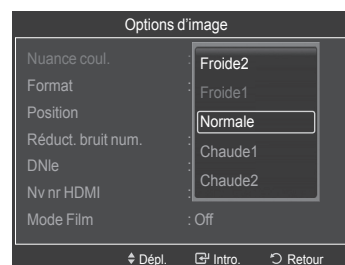 Options d'image
Nuance coul. :
Froide2
Format :
Froide1
Position
Normale
Réduct. bruit num. :
Chaude1
DNIe :
Chaude2
Nv nr HDMI :
Mode Film : Off
Dépl. Intro. Retour